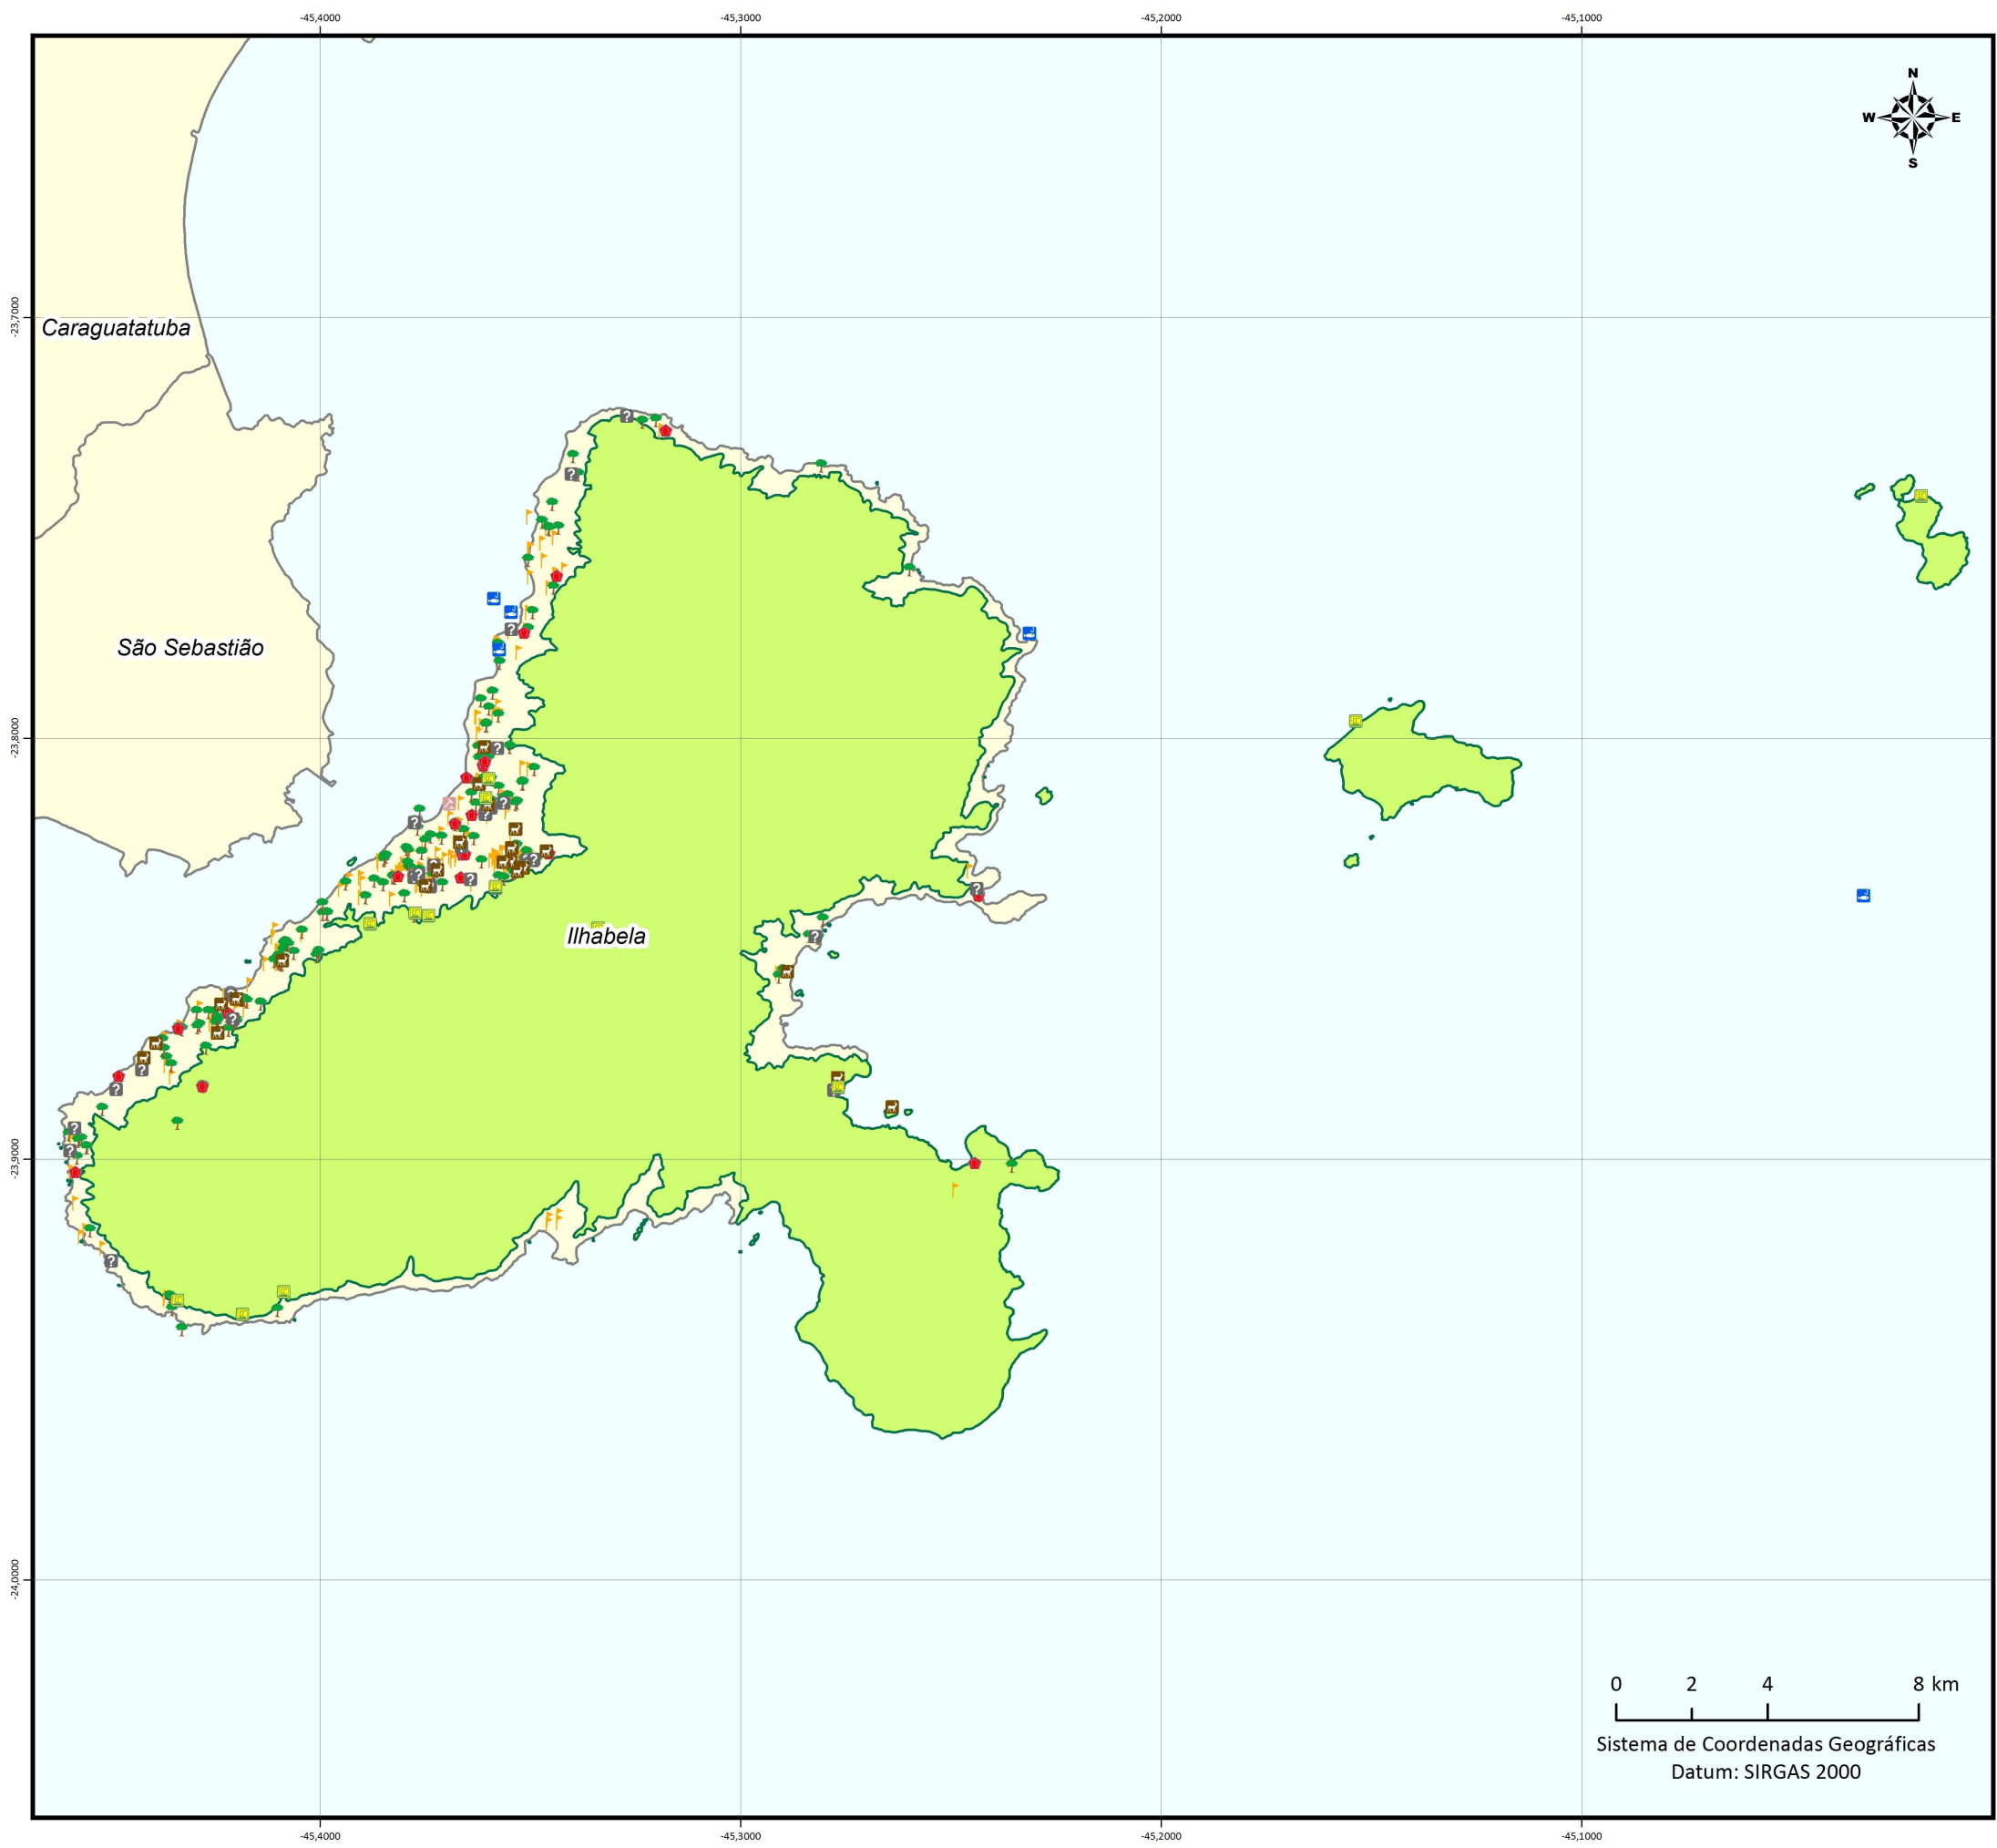 -45,4000 -45,3000 -45,2000 -45,1000
N
W E
S
-23,7000
Caraguatatuba
São Sebastião
-23,8000
Ilhabela
-23,9000
-24,0000
0 2 4 8 km
Sistema de Coordenadas Geográficas
Datum: SIRGAS 2000
-45,4000 -45,3000 -45,2000 -45,1000